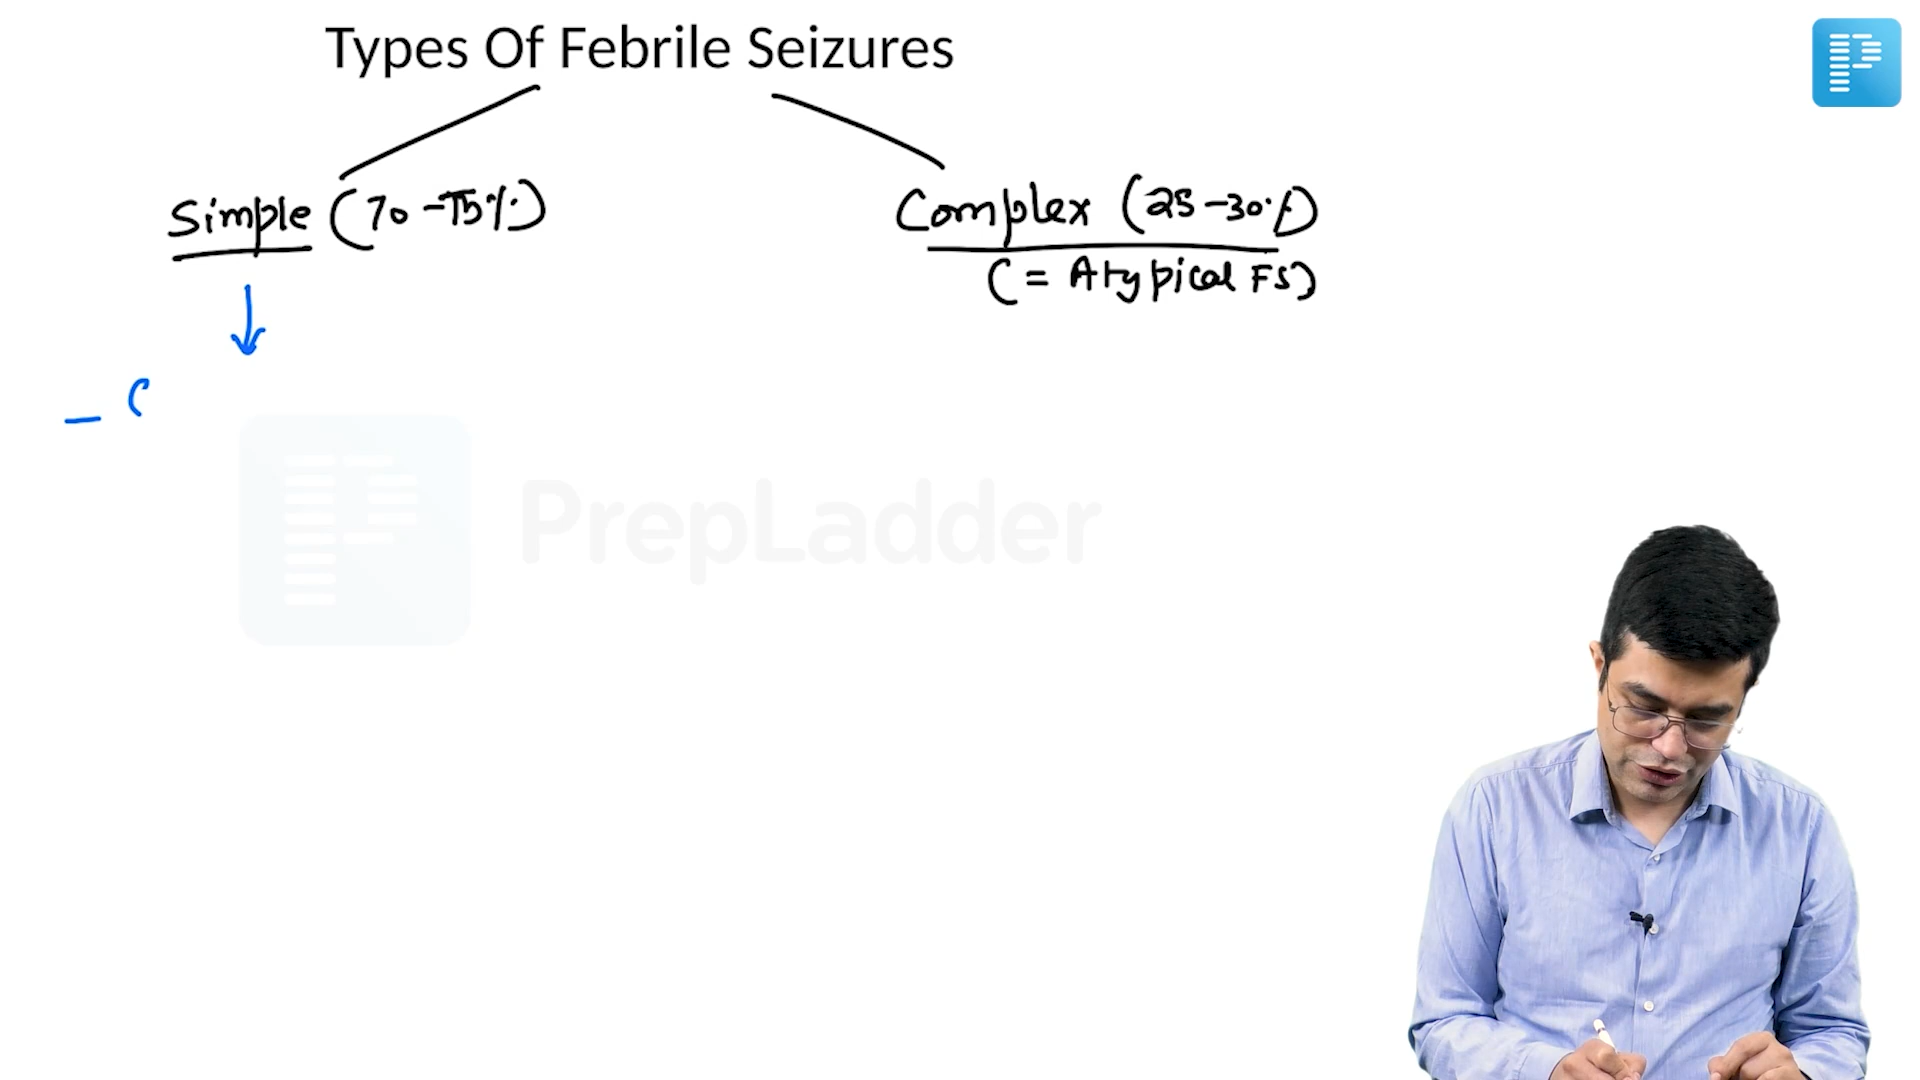 Types Of Febrile Seizures
Simple (70-75%)
Complex (25-30%)
(= Atypical FS)
PrepLadder